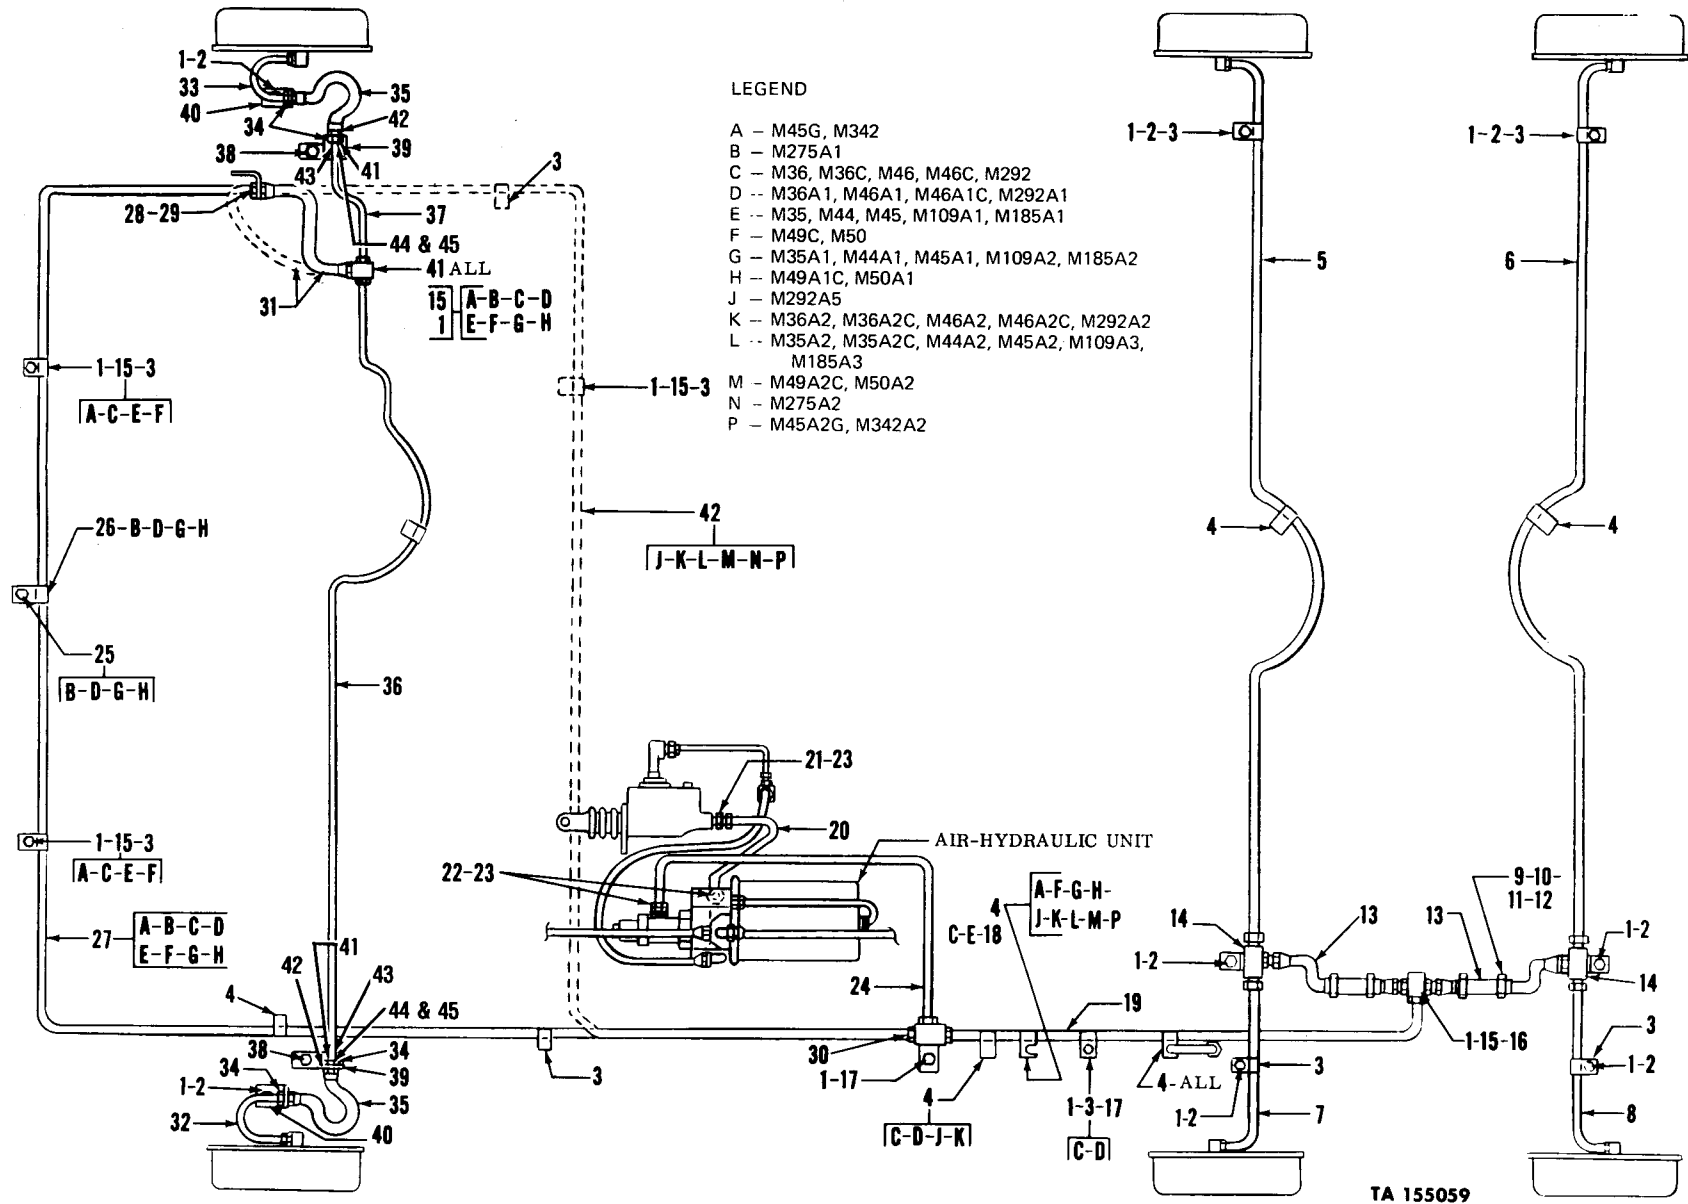 LEGEND
A – M45G, M342
B – M275A1
C – M36, M36C, M46, M46C, M292
D -- M36A1, M46A1, M46A1C, M292A1
E -- M35, M44, M45, M109A1, M185A1
F – M49C, M50
G – M35A1, M44A1, M45A1, M109A2, M185A2
H – M49A1C, M50A1
J – M292A5
K – M36A2, M36A2C, M46A2, M46A2C, M292A2
L -- M35A2, M35A2C, M44A2, M45A2, M109A3,
M185A3
M – M49A2C, M50A2
N – M275A2
P – M45A2G, M342A2
1-2
33
40
34
35
42
38
39
43
41
3
28-29
37
44 & 45
41 ALL
31
15
1
A-B-C-D
E-F-G-H
1-15-3
A-C-E-F
1-15-3
26-B-D-G-H
42
J-K-L-M-N-P
25
B-D-G-H
36
1-2-3
1-2-3
5
6
4
4
21-23
20
AIR-HYDRAULIC UNIT
1-15-3
A-C-E-F
22-23
4
A-F-G-H-
J-K-L-M-P
C-E-18
9-10-
11-12
27
A-B-C-D
E-F-G-H
41
42
43
44 & 45
4
14
13
13
1-2
1-2
14
24
19
38
34
39
30
3
1-17
1-15-16
3
1-2
34
1-2
35
32
40
4
C-D-J-K
1-3-17
C-D
4-ALL
3
1-2
7
8
TA 155059